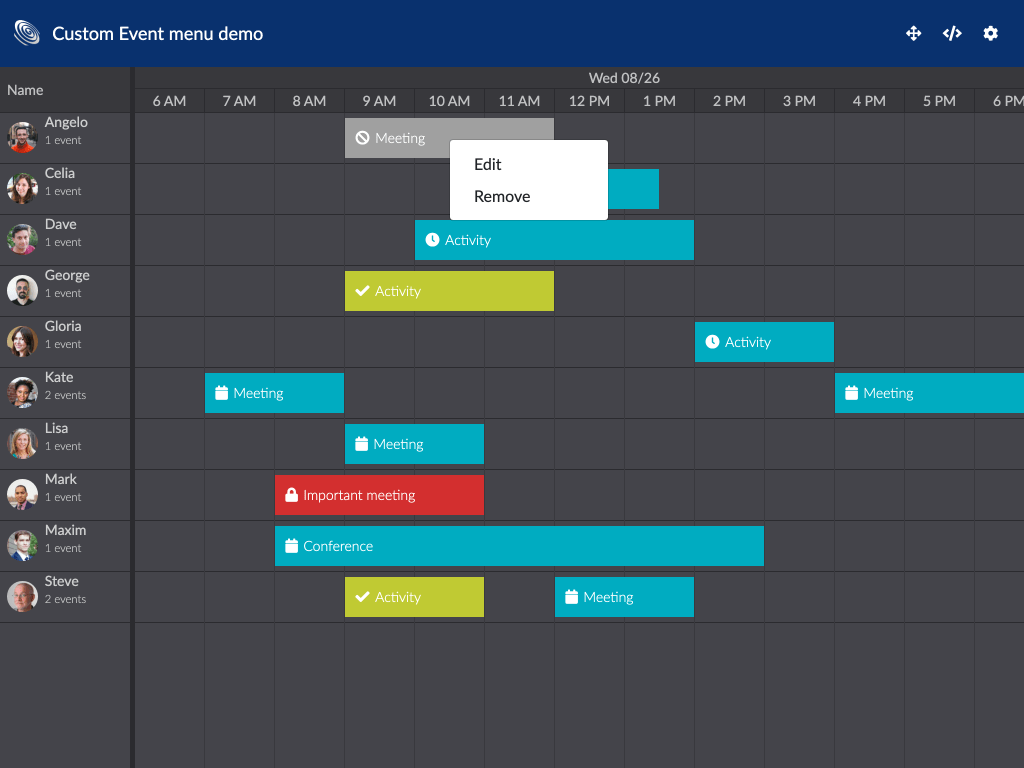 Custom Event menu demo
Name
Wed 08/26
6 AM 7 AM 8 AM 9 AM 10 AM 11 AM 12 PM 1 PM 2 PM 3 PM 4 PM 5 PM 6 PM
Angelo
1 event
Meeting
Edit
Remove
Celia
1 event
Dave
1 event
Activity
George
1 event
Activity
Gloria
1 event
Activity
Kate
2 events
Meeting
Meeting
Lisa
1 event
Meeting
Mark
1 event
Important meeting
Maxim
1 event
Conference
Steve
2 events
Activity
Meeting